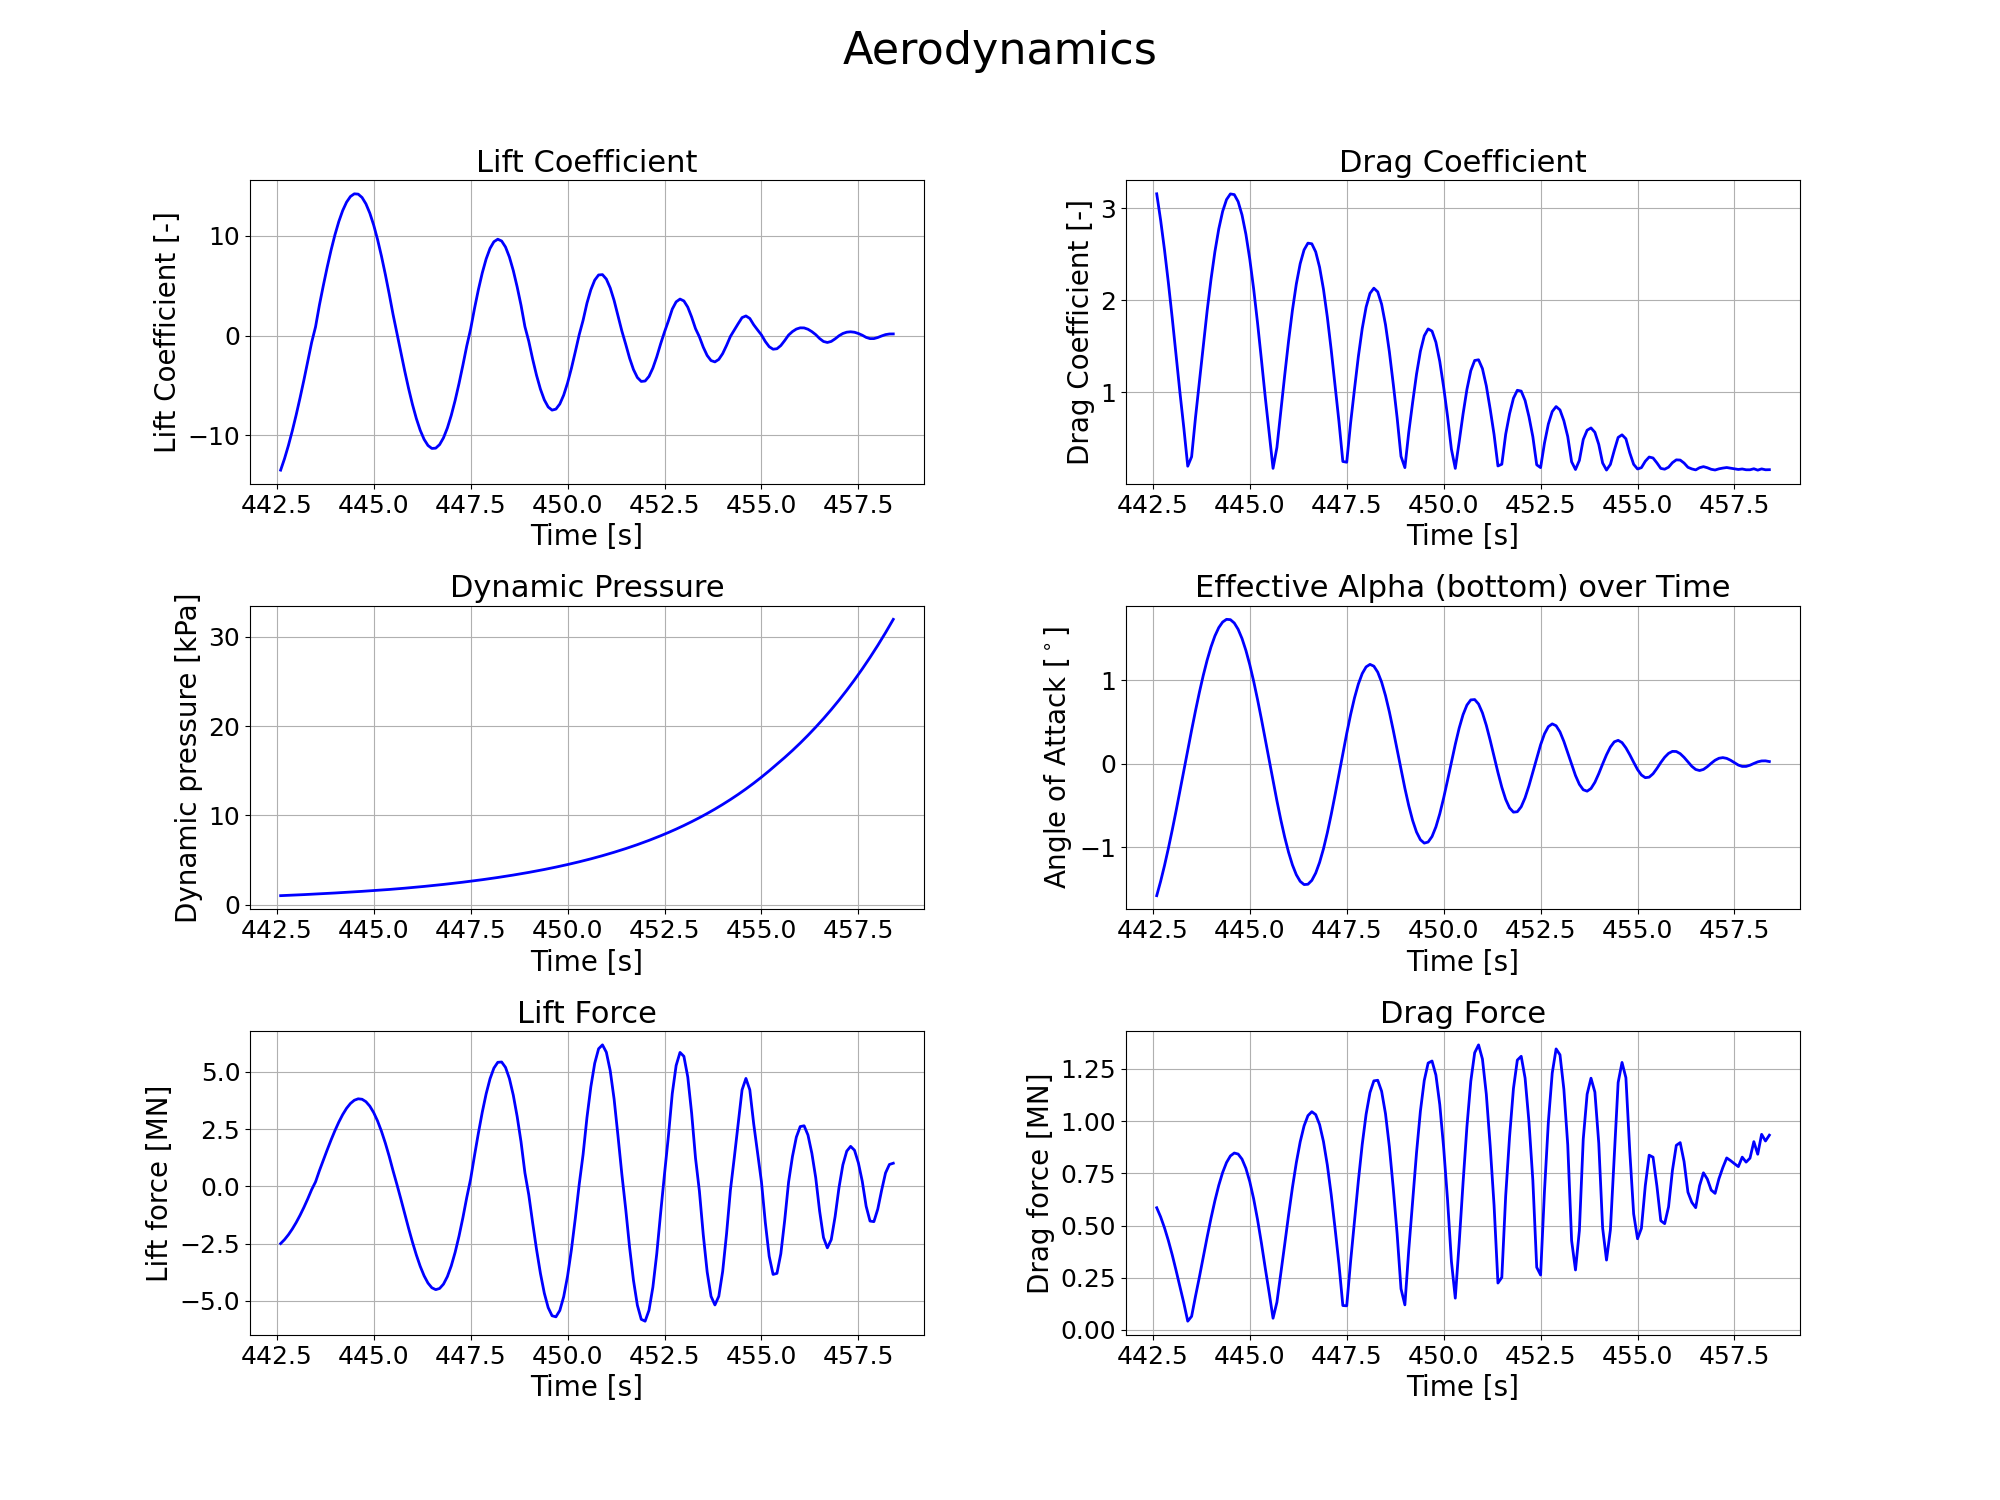 Aerodynamics
Lift Coefficient
Lift Coefficient [-]
10
0
−10
442.5 445.0 447.5 450.0 452.5 455.0 457.5
Time [s]
Drag Coefficient
Drag Coefficient [-]
3
2
1
442.5 445.0 447.5 450.0 452.5 455.0 457.5
Time [s]
Dynamic Pressure
Dynamic pressure [kPa]
30
20
10
0
442.5 445.0 447.5 450.0 452.5 455.0 457.5
Time [s]
Effective Alpha (bottom) over Time
Angle of Attack [°]
1
0
−1
442.5 445.0 447.5 450.0 452.5 455.0 457.5
Time [s]
Lift Force
Lift force [MN]
5.0
2.5
0.0
−2.5
−5.0
442.5 445.0 447.5 450.0 452.5 455.0 457.5
Time [s]
Drag Force
Drag force [MN]
1.25
1.00
0.75
0.50
0.25
0.00
442.5 445.0 447.5 450.0 452.5 455.0 457.5
Time [s]